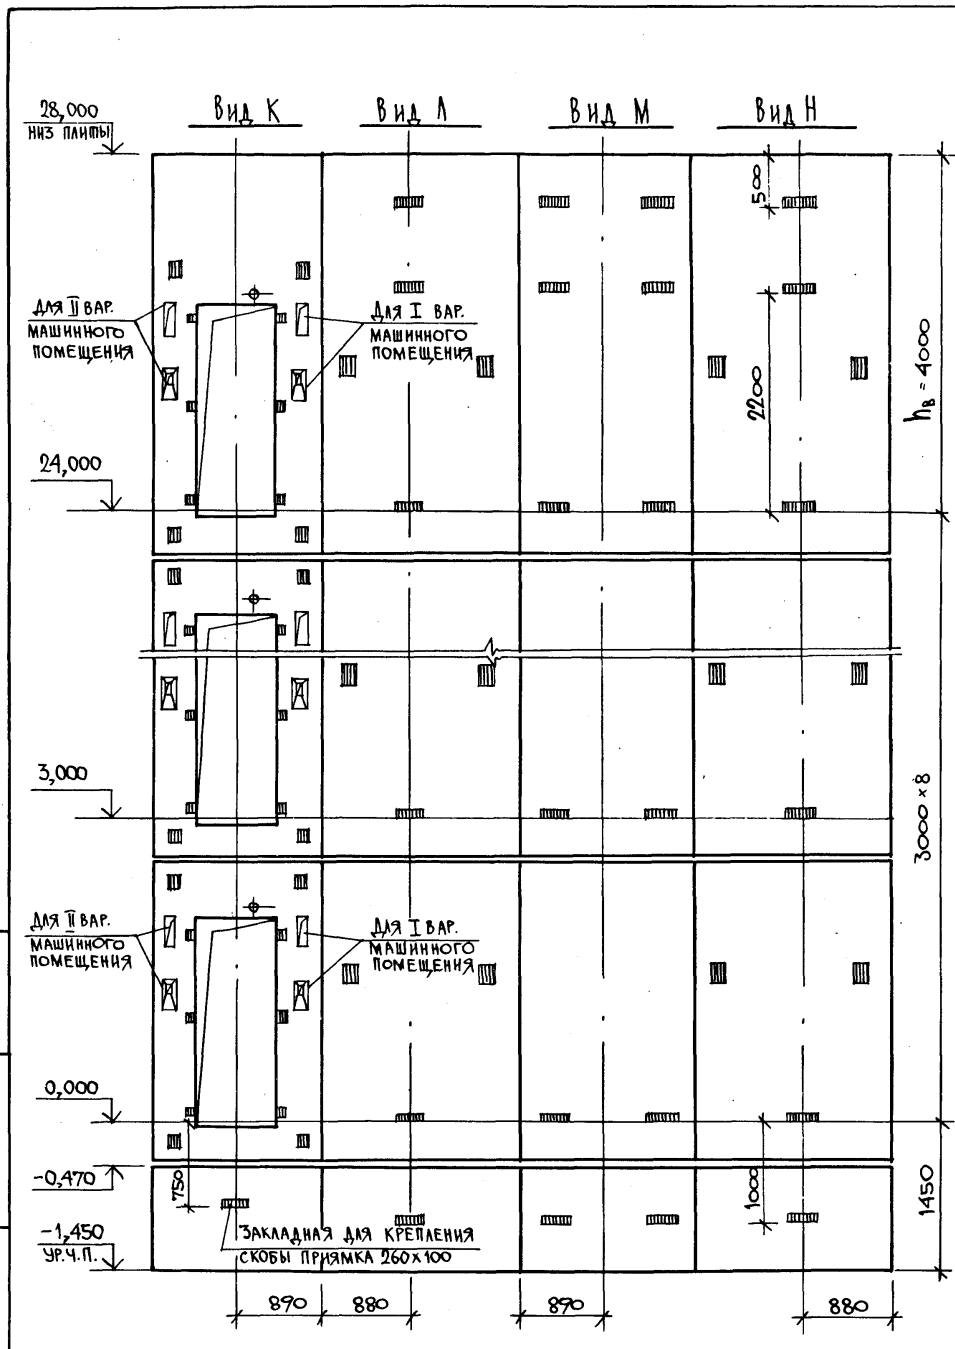 Вид К
Вид Л
Вид М
Вид Н
28,000
НИЗ ПЛИТЫ
500
ДЛЯ II ВАР.
МАШИННОГО
ПОМЕЩЕНИЯ
ДЛЯ I ВАР.
МАШИННОГО
ПОМЕЩЕНИЯ
2200
hв = 4000
24,000
3,000
3000 × 8
ДЛЯ II ВАР.
МАШИННОГО
ПОМЕЩЕНИЯ
ДЛЯ I ВАР.
МАШИННОГО
ПОМЕЩЕНИЯ
0,000
-0,470
750
1000
1450
-1,450
УР.Ч.П.
ЗАКЛАДНАЯ ДЛЯ КРЕПЛЕНИЯ
СКОБЫ ПРИЯМКА 260×100
890
880
890
880